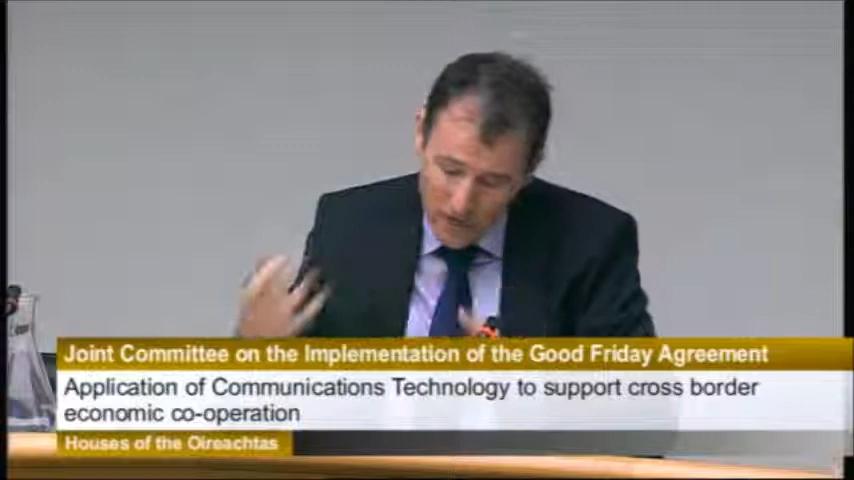 Joint Committee on the Implementation of the Good Friday Agreement
Application of Communications Technology to support cross border
economic co-operation
Houses of the Oireachtas